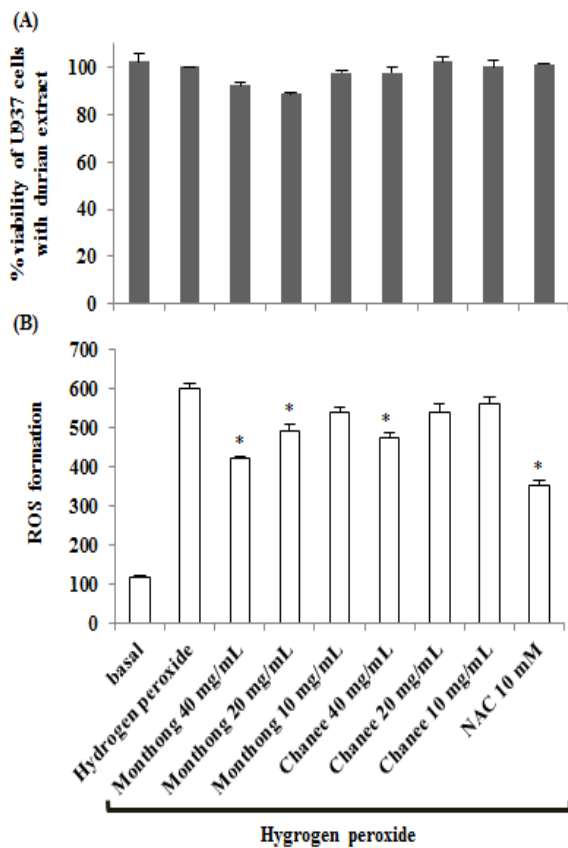 (A)
% viability of U937 cells
with durian extract
100
80
60
40
20
0
(B)
ROS formation
700
600
500
400
300
200
100
0
*
*
*
*
basal
Hydrogen peroxide
Monthong 40 mg/mL
Monthong 20 mg/mL
Monthong 10 mg/mL
Chanee 40 mg/mL
Chanee 20 mg/mL
Chanee 10 mg/mL
NAC 10 mM
Hygrogen peroxide